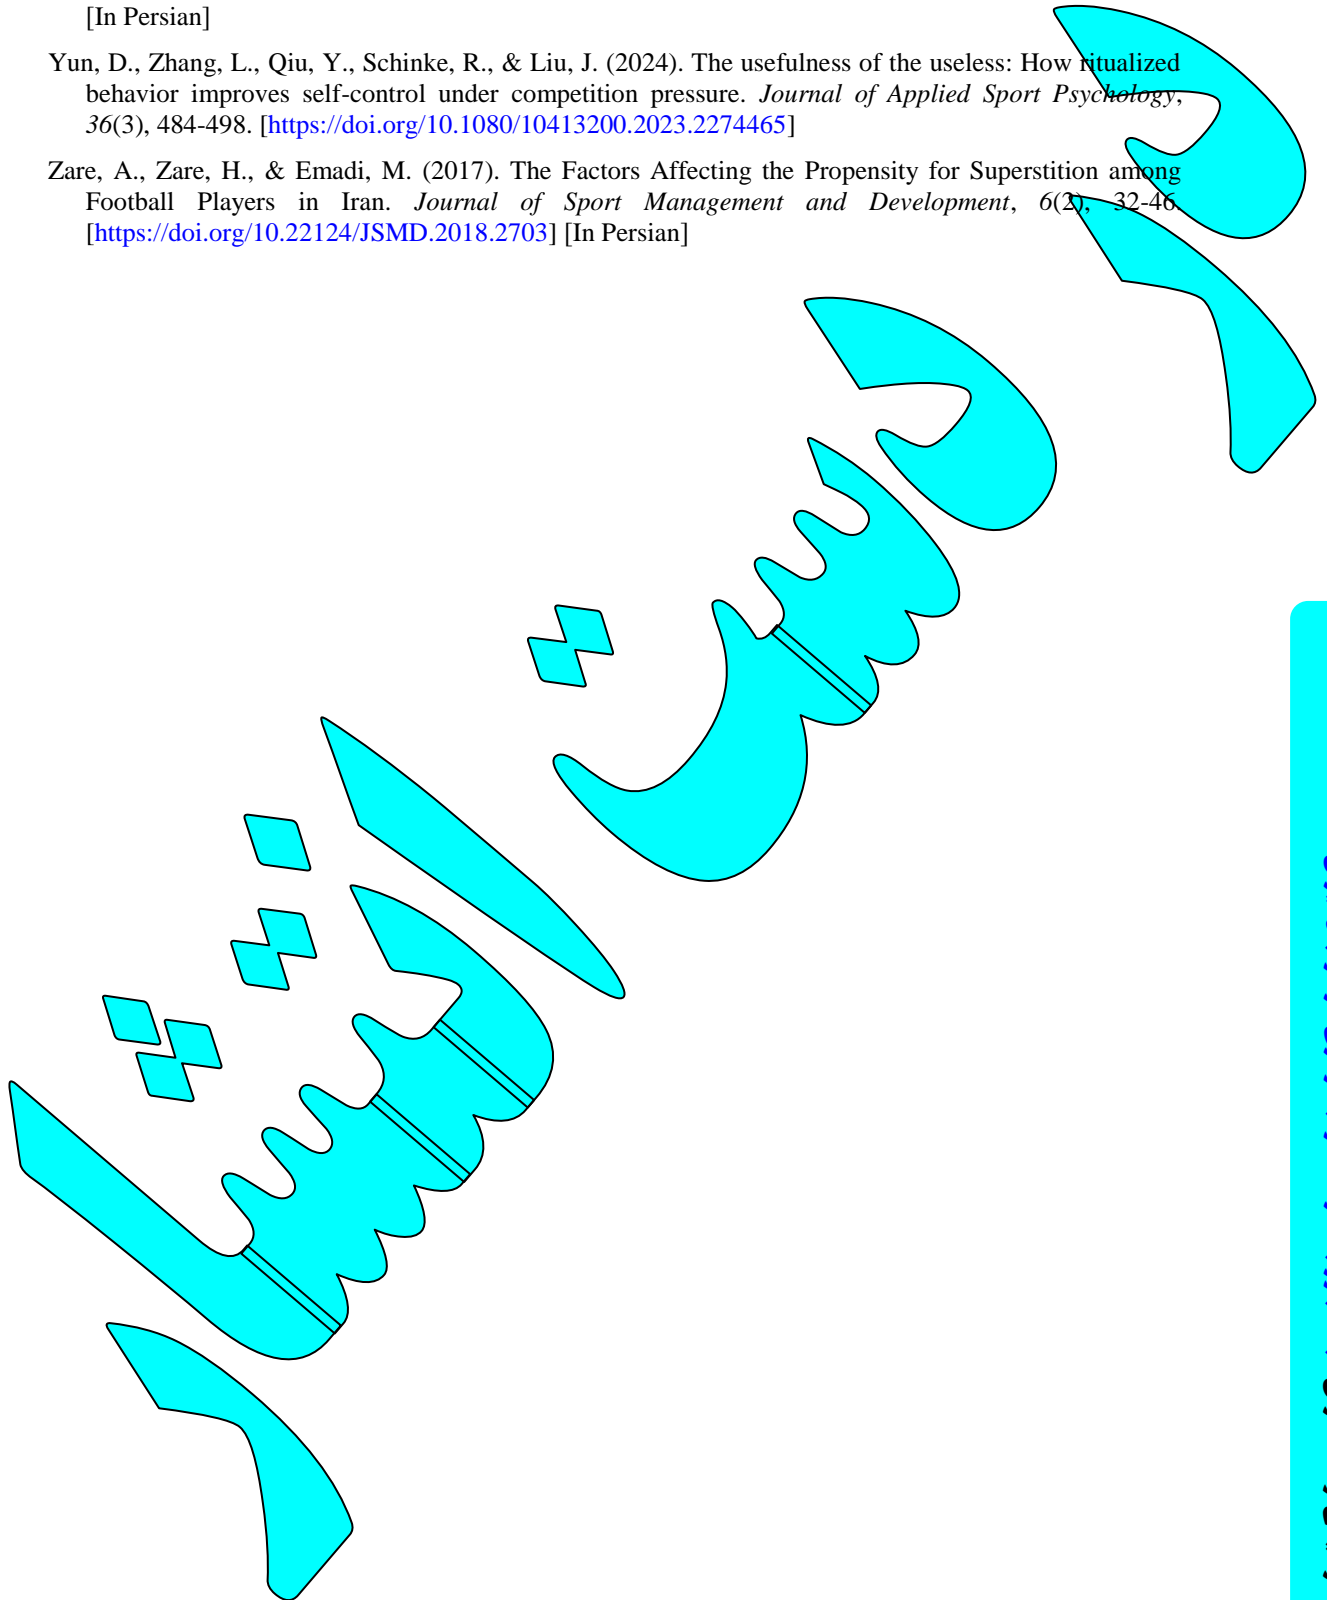 [In Persian]
Yun, D., Zhang, L., Qiu, Y., Schinke, R., & Liu, J. (2024). The usefulness of the useless: How ritualized
behavior improves self-control under competition pressure. Journal of Applied Sport Psychology,
36(3), 484-498. [https://doi.org/10.1080/10413200.2023.2274465]
Zare, A., Zare, H., & Emadi, M. (2017). The Factors Affecting the Propensity for Superstition among
Football Players in Iran. Journal of Sport Management and Development, 6(2), 32-46.
[https://doi.org/10.22124/JSMD.2018.2703] [In Persian]
در دست انتشار